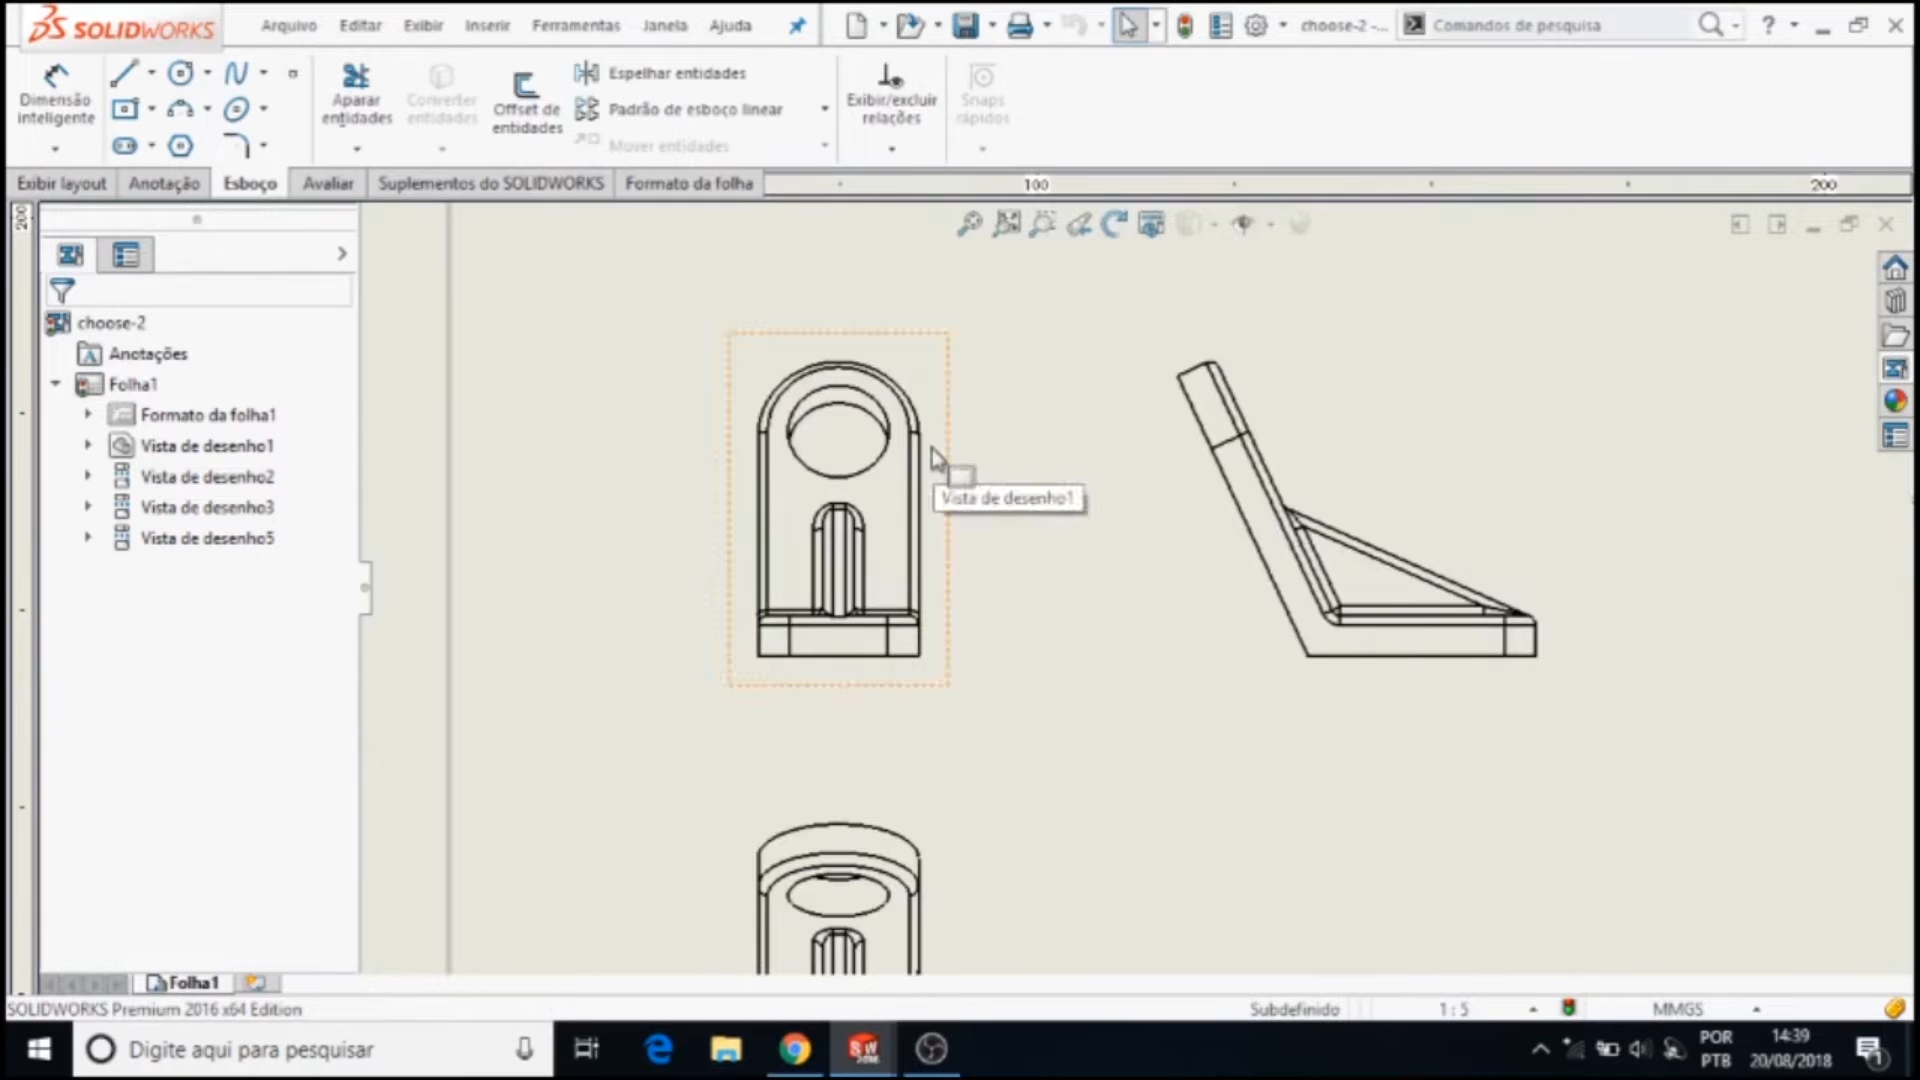 SOLIDWORKS
Arquivo Editar Exibir Inserir Ferramentas Janela Ajuda
choose-2 -...
Comandos de pesquisa
?
Dimensão inteligente
Aparar entidades
Converter entidades
Offset de entidades
Espelhar entidades
Padrão de esboço linear
Mover entidades
Exibir/excluir relações
Snaps rápidos
Exibir layout Anotação Esboço Avaliar Suplementos do SOLIDWORKS Formato da folha
100
200
200
choose-2
Anotações
Folha1
Formato da folha1
Vista de desenho1
Vista de desenho2
Vista de desenho3
Vista de desenho5
Vista de desenho1
Folha1
SOLIDWORKS Premium 2016 x64 Edition
Subdefinido
1:5
MMGS
Digite aqui para pesquisar
SW
2016
POR
PTB
14:39
20/08/2018
1